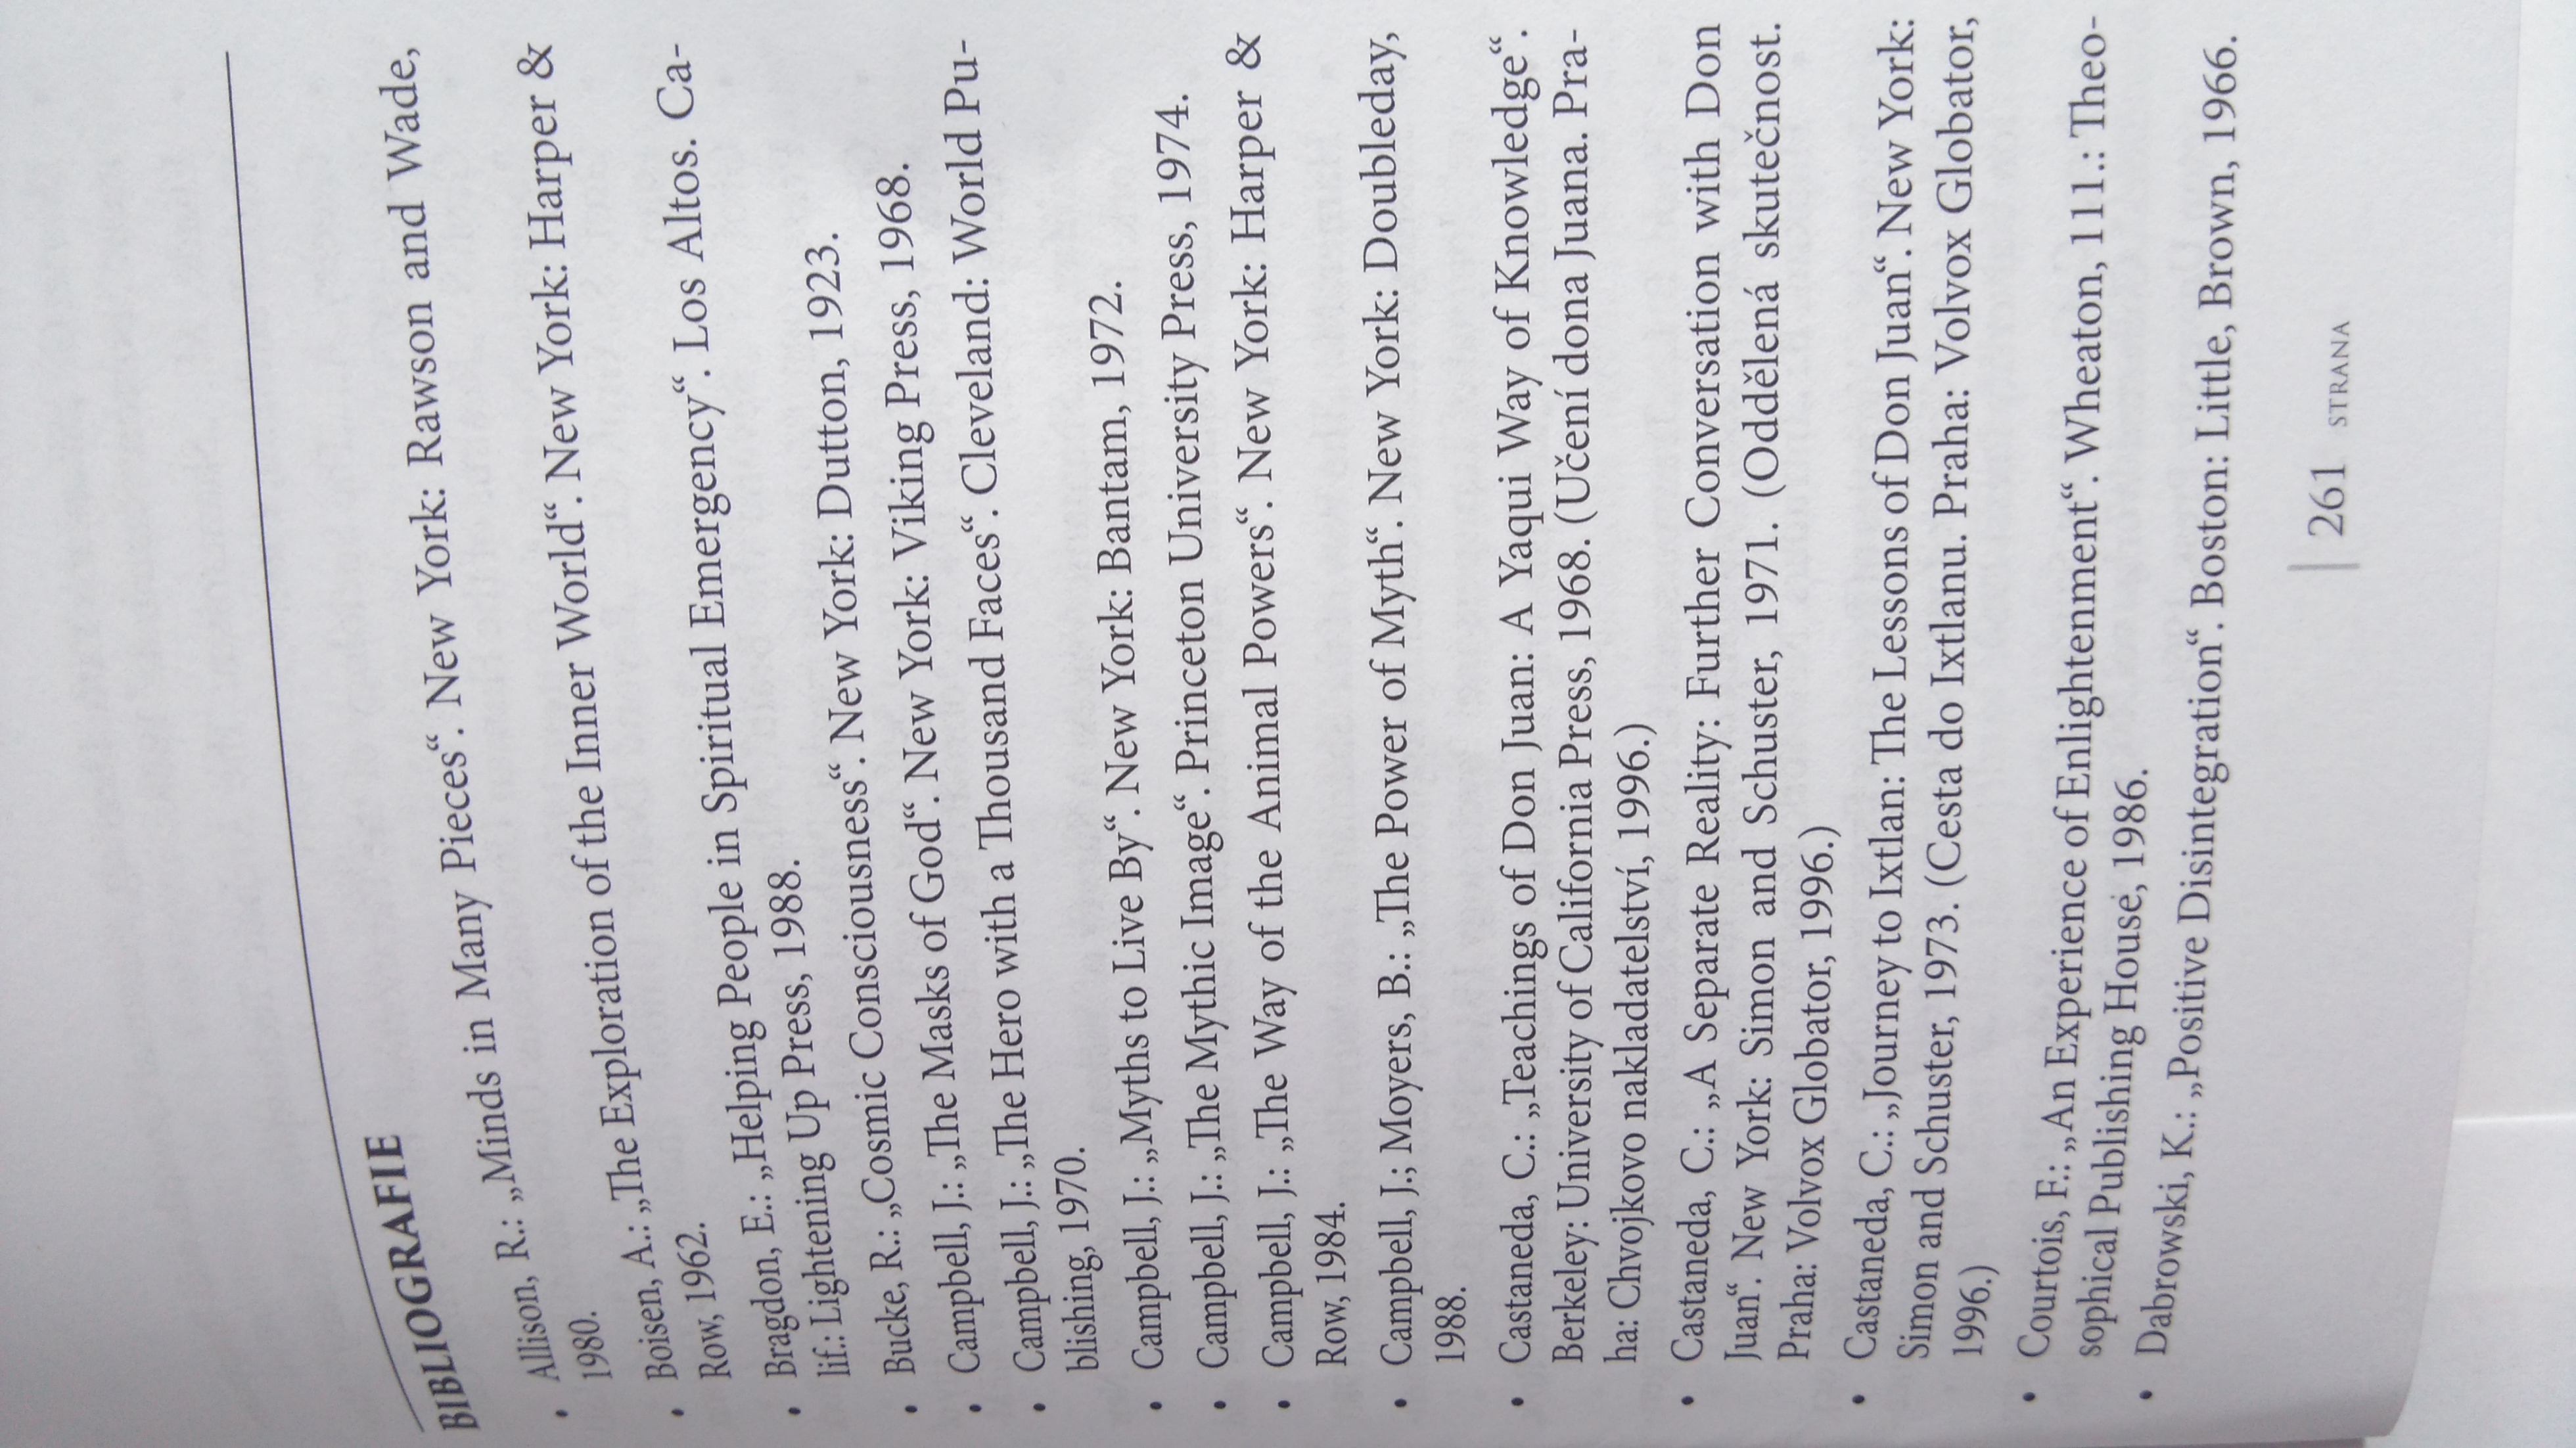 BIBLIOGRAFIE
• Allison, R.: „Minds in Many Pieces“. New York: Rawson and Wade,
1980.
• Boisen, A.: „The Exploration of the Inner World“. New York: Harper &
Row, 1962.
• Bragdon, E.: „Helping People in Spiritual Emergency“. Los Altos. Ca-
lif.: Lightening Up Press, 1988.
• Bucke, R.: „Cosmic Consciousness“. New York: Dutton, 1923.
• Campbell, J.: „The Masks of God“. New York: Viking Press, 1968.
• Campbell, J.: „The Hero with a Thousand Faces“. Cleveland: World Pu-
blishing, 1970.
• Campbell, J.: „Myths to Live By“. New York: Bantam, 1972.
• Campbell, J.: „The Mythic Image“. Princeton University Press, 1974.
• Campbell, J.: „The Way of the Animal Powers“. New York: Harper &
Row, 1984.
• Campbell, J.; Moyers, B.: „The Power of Myth“. New York: Doubleday,
1988.
• Castaneda, C.: „Teachings of Don Juan: A Yaqui Way of Knowledge“.
Berkeley: University of California Press, 1968. (Učení dona Juana. Pra-
ha: Chvojkovo nakladatelství, 1996.)
• Castaneda, C.: „A Separate Reality: Further Conversation with Don
Juan“. New York: Simon and Schuster, 1971. (Oddělená skutečnost.
Praha: Volvox Globator, 1996.)
• Castaneda, C.: „Journey to Ixtlan: The Lessons of Don Juan“. New York:
Simon and Schuster, 1973. (Cesta do Ixtlanu. Praha: Volvox Globator,
1996.)
• Courtois, F.: „An Experience of Enlightenment“. Wheaton, 111.: Theo-
sophical Publishing House, 1986.
• Dabrowski, K.: „Positive Disintegration“. Boston: Little, Brown, 1966.
261 STRANA